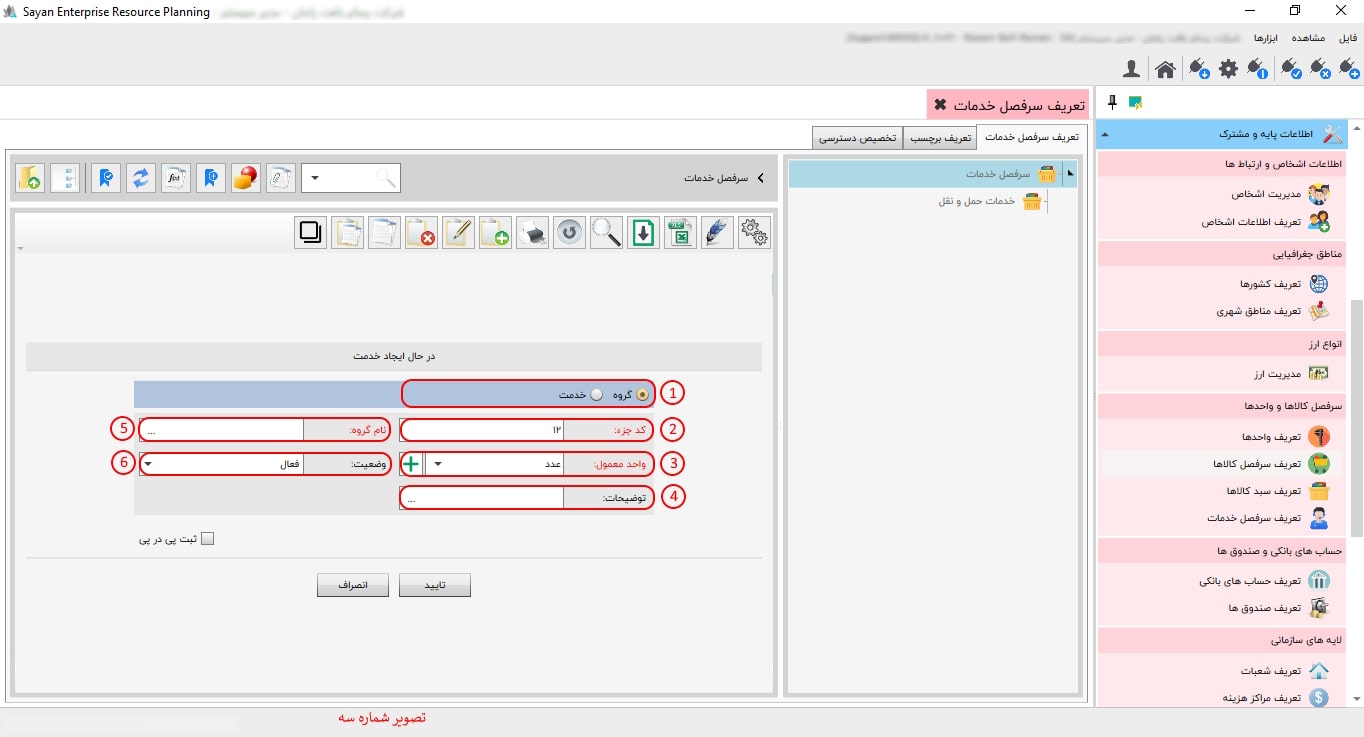 Sayan Enterprise Resource Planning
فایل
مشاهده
ابزارها
تعریف سرفصل خدمات
تعریف سرفصل خدمات
تعریف برچسب
تخصیص دسترسی
سرفصل خدمات
سرفصل خدمات
خدمات حمل و نقل
در حال ایجاد خدمت
گروه
خدمت
1
کد جزء:
۱۲
2
نام گروه:
...
5
واحد معمول:
عدد
3
وضعیت:
فعال
6
توضیحات:
...
4
ثبت پی در پی
تایید
انصراف
اطلاعات پایه و مشترک
اطلاعات اشخاص و ارتباط ها
مدیریت اشخاص
تعریف اطلاعات اشخاص
مناطق جغرافیایی
تعریف کشورها
تعریف مناطق شهری
انواع ارز
مدیریت ارز
سرفصل کالاها و واحدها
تعریف واحدها
تعریف سرفصل کالاها
تعریف سبد کالاها
تعریف سرفصل خدمات
حساب های بانکی و صندوق ها
تعریف حساب های بانکی
تعریف صندوق ها
لایه های سازمانی
تعریف شعبات
تعریف مراکز هزینه
تصویر شماره سه